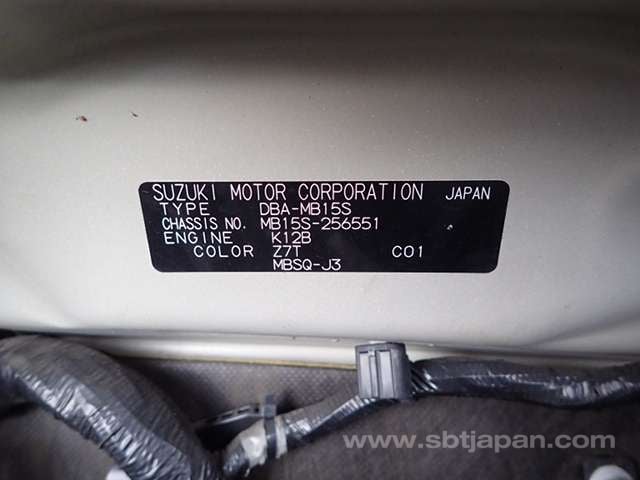 SUZUKI MOTOR CORPORATION JAPAN
TYPE DBA-MB15S
CHASSIS NO. MB15S-256551
ENGINE K12B
COLOR Z7T C01
MBSQ-J3
www.sbtjapan.com